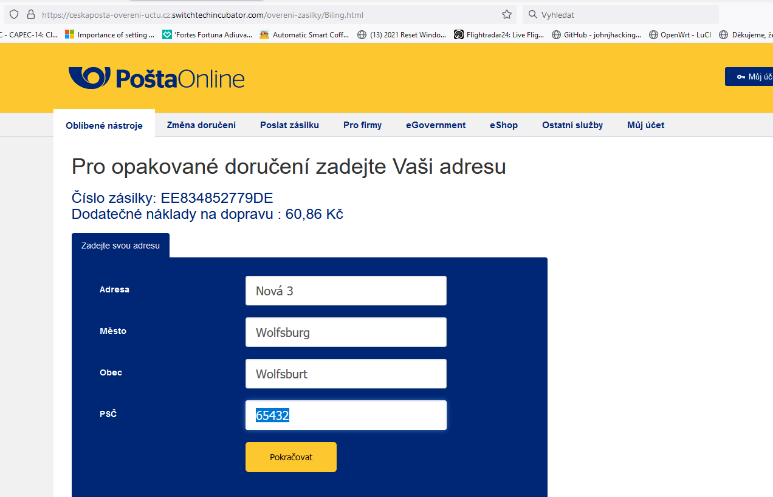 https://ceskaposta-overeni-uctu.cz.switchtechincubator.com/overeni-zasilky/Biling.html
Vyhledat
C - CAPEC-14: Cl...
Importance of setting ...
'Fortes Fortuna Adiuva...
Automatic Smart Coff...
(13) 2021 Reset Windo...
Flightradar24: Live Flig...
GitHub - johnjhacking/...
OpenWrt - LuCI
Děkujeme, že
PoštaOnline
Můj úč
Oblíbené nástroje
Změna doručení
Poslat zásilku
Pro firmy
eGovernment
eShop
Ostatní služby
Můj účet
Pro opakované doručení zadejte Vaši adresu
Číslo zásilky: EE834852779DE
Dodatečné náklady na dopravu : 60,86 Kč
Zadejte svou adresu
Adresa
Nová 3
Město
Wolfsburg
Obec
Wolfsburt
PSČ
65432
Pokračovat